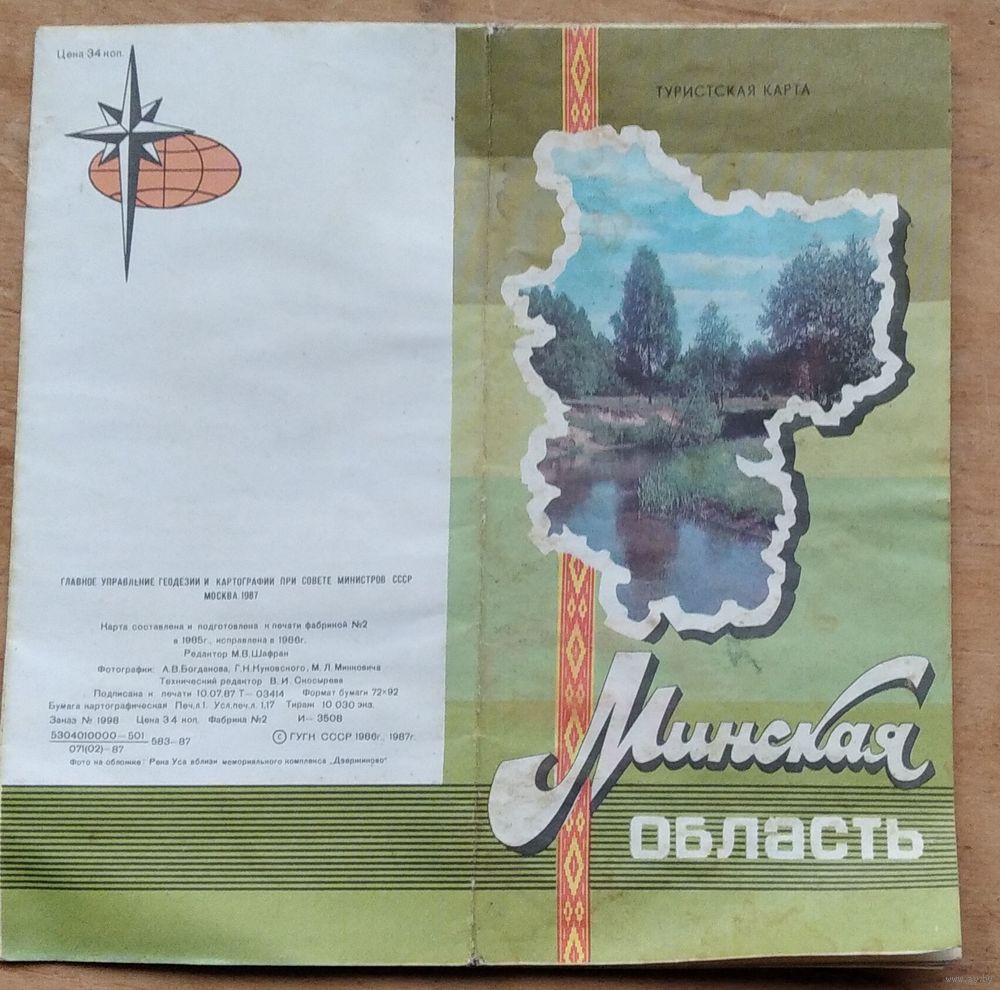 Цена 34 коп.
ГЛАВНОЕ УПРАВЛЕНИЕ ГЕОДЕЗИИ И КАРТОГРАФИИ ПРИ СОВЕТЕ МИНИСТРОВ СССР
МОСКВА 1987
Карта составлена и подготовлена к печати фабрикой №2
в 1985г., исправлена в 1986г.
Редактор М.В.Шафран
Фотографии: А.В.Богданова, Г.Н.Куновского, М.Л.Минковича
Технический редактор В.И.Сносырева
Подписана к печати 10.07.87 Т-03414 Формат бумаги 72×92
Бумага картографическая Печ.л.1. Усл.печ.л. 1,17 Тираж 10 030 экз.
Заказ № 1998 Цена 34 коп. Фабрика №2 И-3508
5304010000-501
071(02)-87
583-87
© ГУГК СССР 1986г., 1987г.
Фото на обложке: Река Уса вблизи мемориального комплекса „Дзержиново"
ТУРИСТСКАЯ КАРТА
Минская
ОБЛАСТЬ
www.ay.by